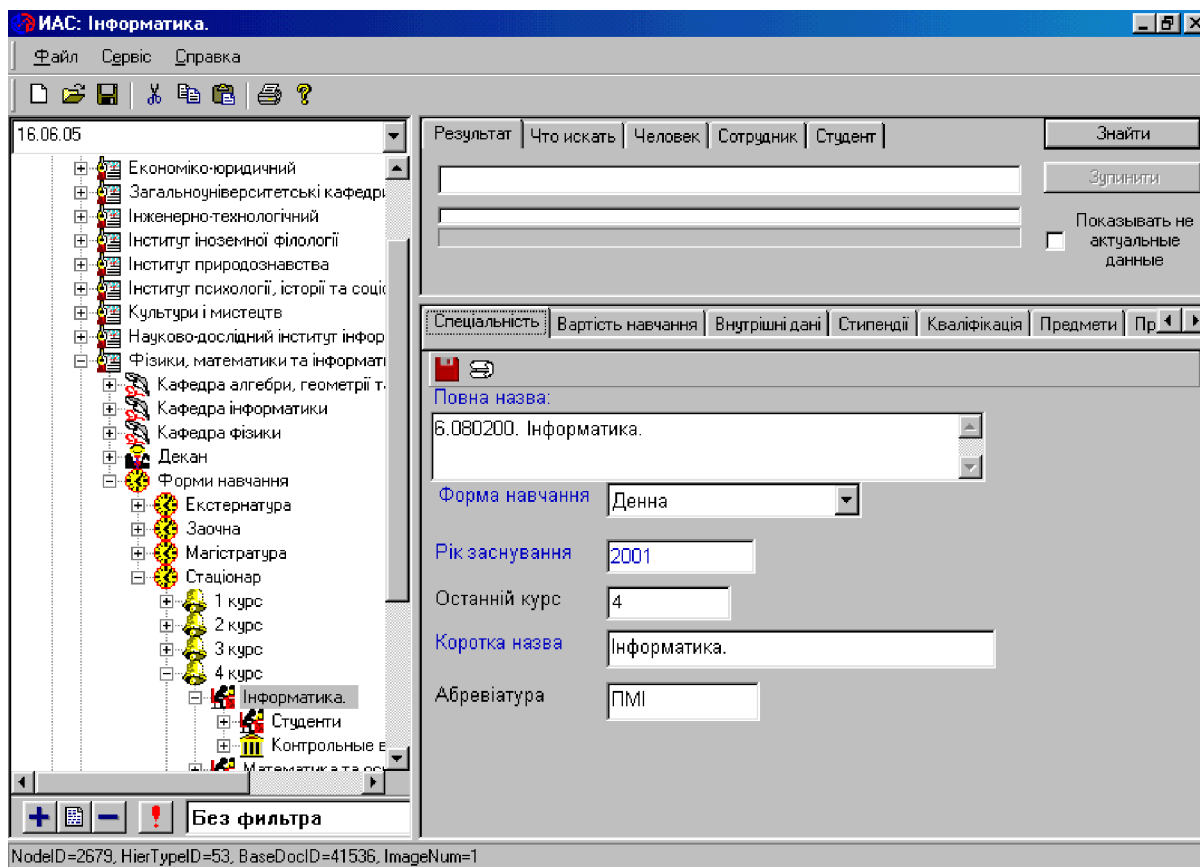 ИАС: Інформатика.
Файл Сервіс Справка
16.06.05
Економіко-юридичний
Загальноуніверситетські кафедри
Інженерно-технологічний
Інститут іноземної філології
Інститут природознавства
Інститут психології, історії та соціо
Культури і мистецтв
Науково-дослідний інститут інфор
Фізики, математики та інформати
Кафедра алгебри, геометрії т
Кафедра інформатики
Кафедра фізики
Декан
Форми навчання
Екстернатура
Заочна
Магістратура
Стаціонар
1 курс
2 курс
3 курс
4 курс
Інформатика.
Студенти
Контрольные в
Математика та ос
Без фильтра
Результат Что искать Человек Сотрудник Студент
Знайти
Зупинити
Показывать не
актуальные
данные
Спеціальність Вартість навчання Внутрішні дані Стипендії Кваліфікація Предмети Пр
Повна назва:
6.080200. Інформатика.
Форма навчання Денна
Рік заснування 2001
Останній курс 4
Коротка назва Інформатика.
Абревіатура ПМІ
NodeID=2679, HierTypeID=53, BaseDocID=41536, ImageNum=1